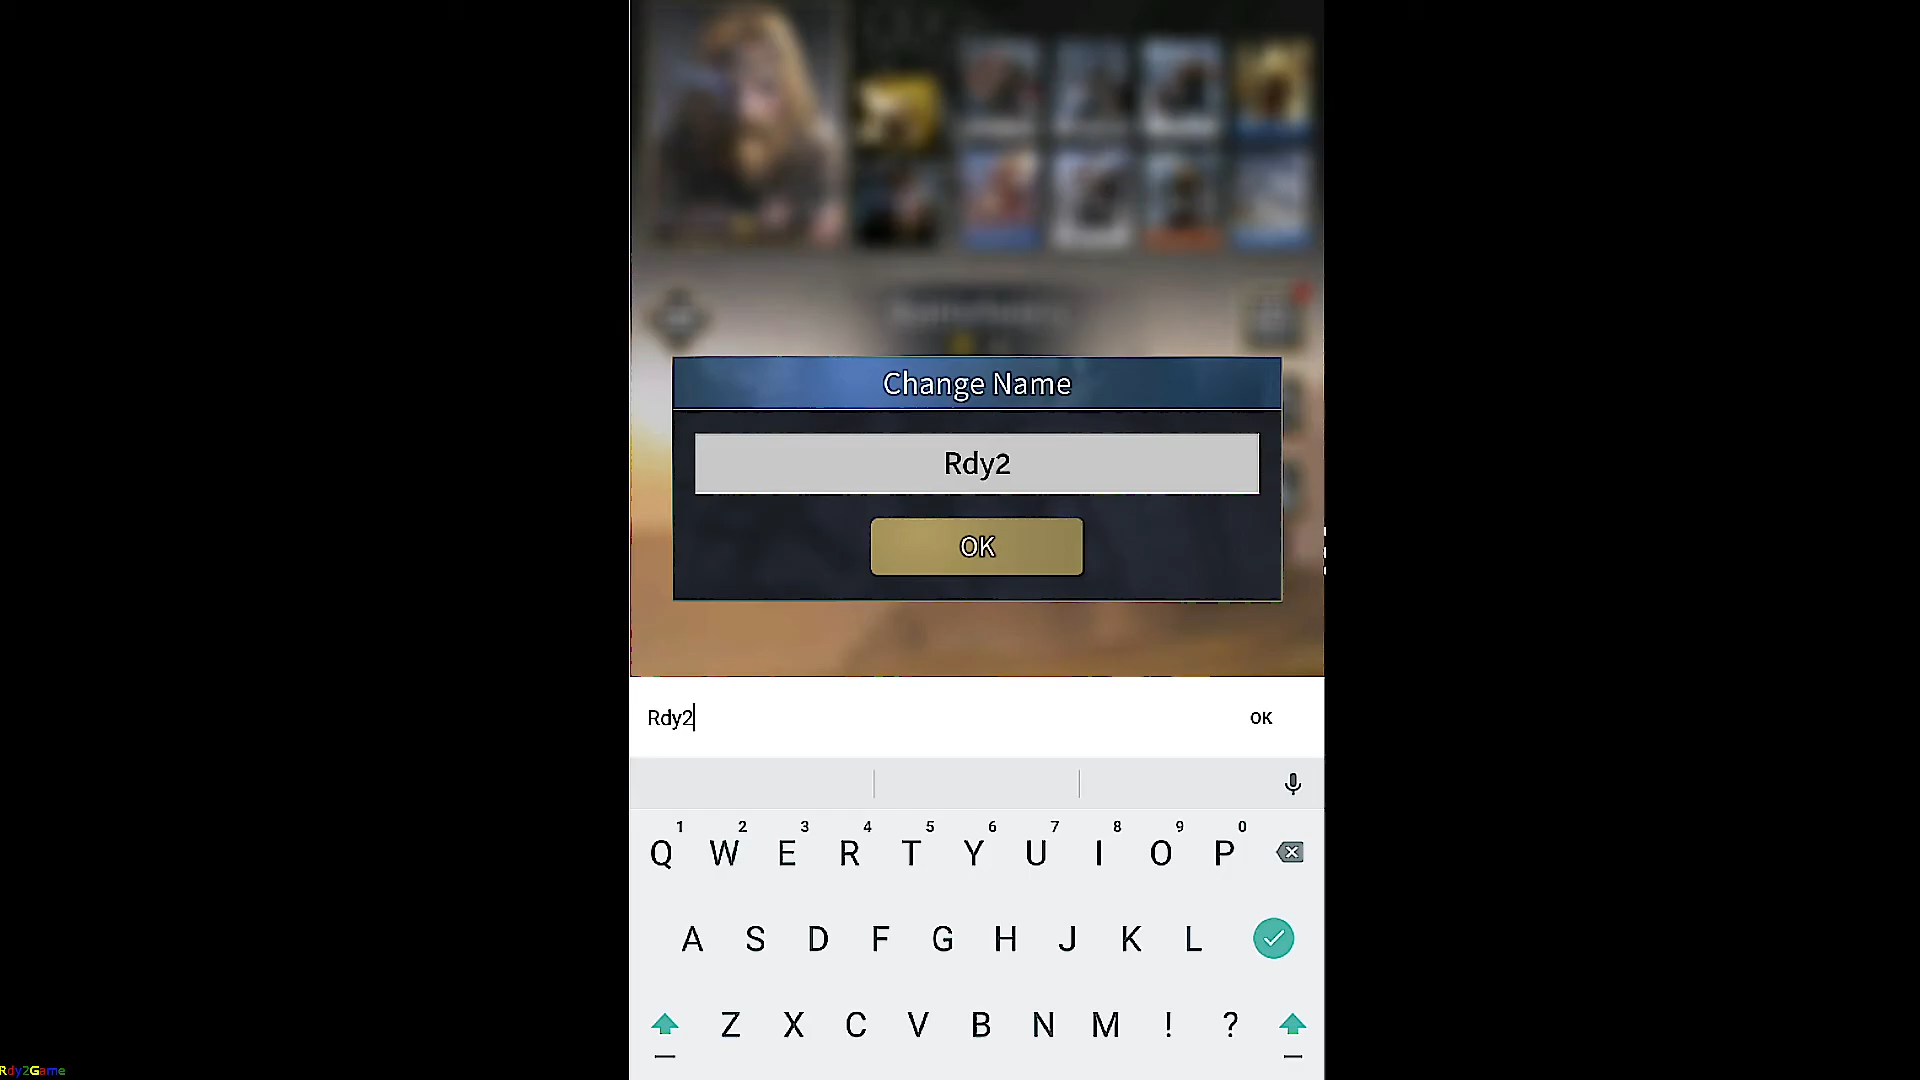 Change Name
Rdy2
OK
Rdy2
OK
1 2 3 4 5 6 7 8 9 0
Q W E R T Y U I O P
A S D F G H J K L
Z X C V B N M ! ?
Rdy2Game